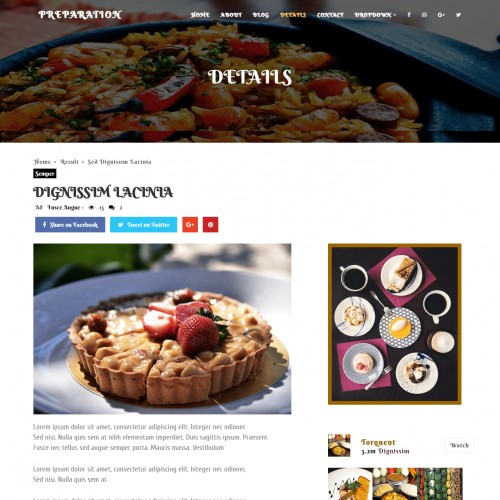 PREPARATION
HOME ABOUT BLOG DETAILS CONTACT DROPDOWN
DETAILS
Home » Result » Sed Dignissim Lacinia
Semper
DIGNISSIM LACINIA
Ad Fusce Augue - 15 2
Share on Facebook Tweet on Twitter
Lorem ipsum dolor sit amet, consectetur adipiscing elit. Integer nec odionec
Sed nisi. Nulla quis sem at nibh elementum imperdiet. Duis sagittis ipsum. Praesent
Fusce nec tellus sed augue semper porta. Mauris massa. Vestibulum
Lorem ipsum dolor sit amet, consectetur adipiscing elit. Integer nec odionec
Sed nisi. Nulla quis sem at
Torquent
3.2m Dignissim
Watch